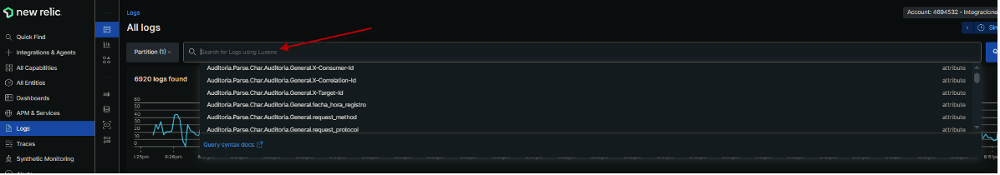 new relic
Quick Find
Integrations & Agents
All Capabilities
All Entities
Dashboards
APM & Services
Logs
Traces
Synthetic Monitoring
Alerts
Logs
Account: 4694532 - Integracione
All logs
Sin
Partition (1)
Search for Logs using Lucene
Q
Auditoria.Parse.Char.Auditoria.General.X-Consumer-Id attribute
Auditoria.Parse.Char.Auditoria.General.X-Correlation-Id attribute
Auditoria.Parse.Char.Auditoria.General.X-Target-Id attribute
Auditoria.Parse.Char.Auditoria.General.fecha_hora_registro attribute
Auditoria.Parse.Char.Auditoria.General.request_method attribute
Auditoria.Parse.Char.Auditoria.General.request_protocol attribute
Query syntax docs
6920 logs found
60
50
40
30
20
10
0
:25pm
8:26pm
8:51pm